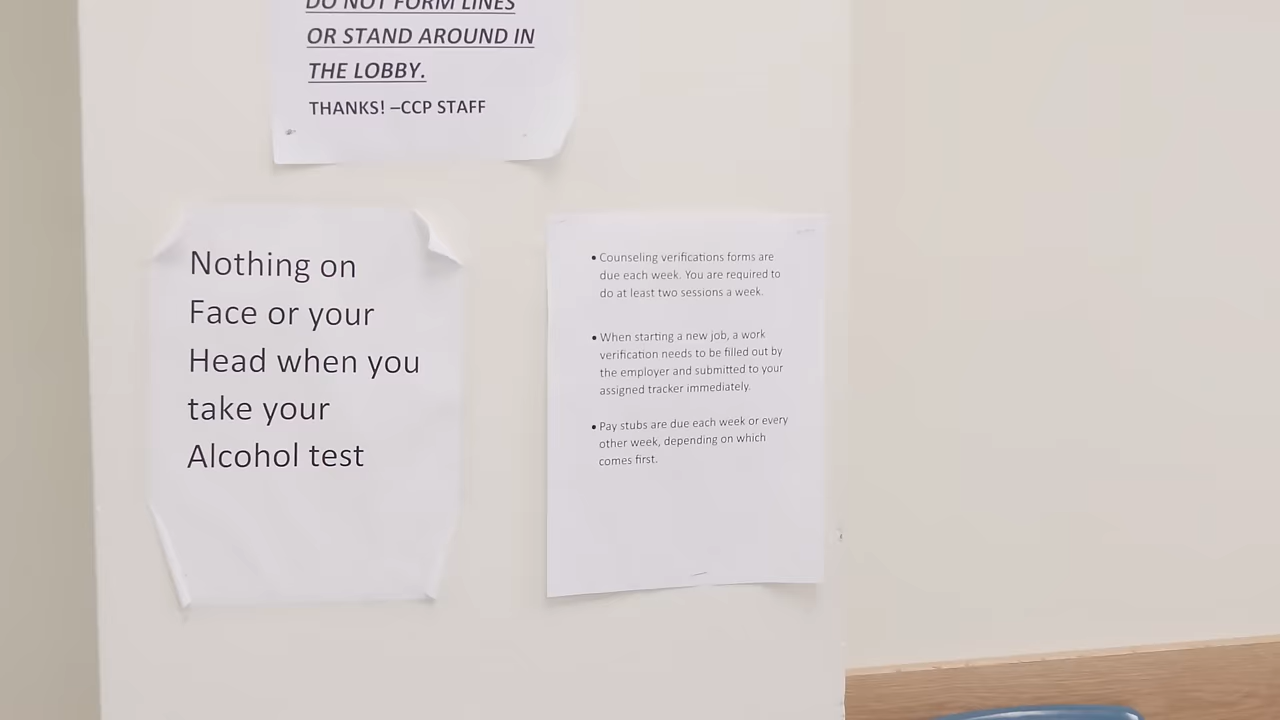 DO NOT FORM LINES
OR STAND AROUND IN
THE LOBBY.
THANKS! –CCP STAFF
Nothing on
Face or your
Head when you
take your
Alcohol test
• Counseling verifications forms are
due each week. You are required to
do at least two sessions a week.
• When starting a new job, a work
verification needs to be filled out by
the employer and submitted to your
assigned tracker immediately.
• Pay stubs are due each week or every
other week, depending on which
comes first.